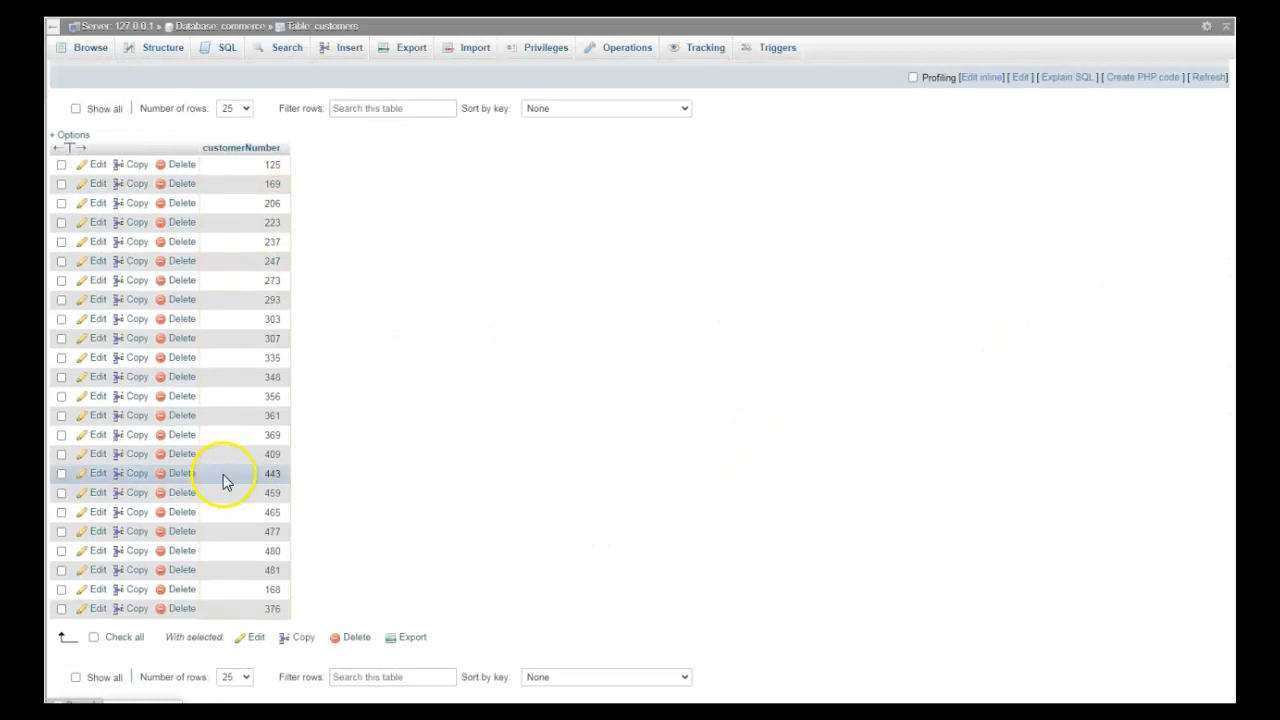 Server: 127.0.0.1 » Database: commerce » Table: customers
Browse Structure SQL Search Insert Export Import Privileges Operations Tracking Triggers
Profiling [Edit inline] [ Edit ] [ Explain SQL ] [ Create PHP code ] [ Refresh]
Show all | Number of rows: 25 Filter rows: Search this table Sort by key: None
+ Options
←T→ customerNumber
Edit Copy Delete 125
Edit Copy Delete 169
Edit Copy Delete 206
Edit Copy Delete 223
Edit Copy Delete 237
Edit Copy Delete 247
Edit Copy Delete 273
Edit Copy Delete 293
Edit Copy Delete 303
Edit Copy Delete 307
Edit Copy Delete 335
Edit Copy Delete 348
Edit Copy Delete 356
Edit Copy Delete 361
Edit Copy Delete 369
Edit Copy Delete 409
Edit Copy Delete 443
Edit Copy Delete 459
Edit Copy Delete 465
Edit Copy Delete 477
Edit Copy Delete 480
Edit Copy Delete 481
Edit Copy Delete 168
Edit Copy Delete 376
Check all With selected: Edit Copy Delete Export
Show all | Number of rows: 25 Filter rows: Search this table Sort by key: None